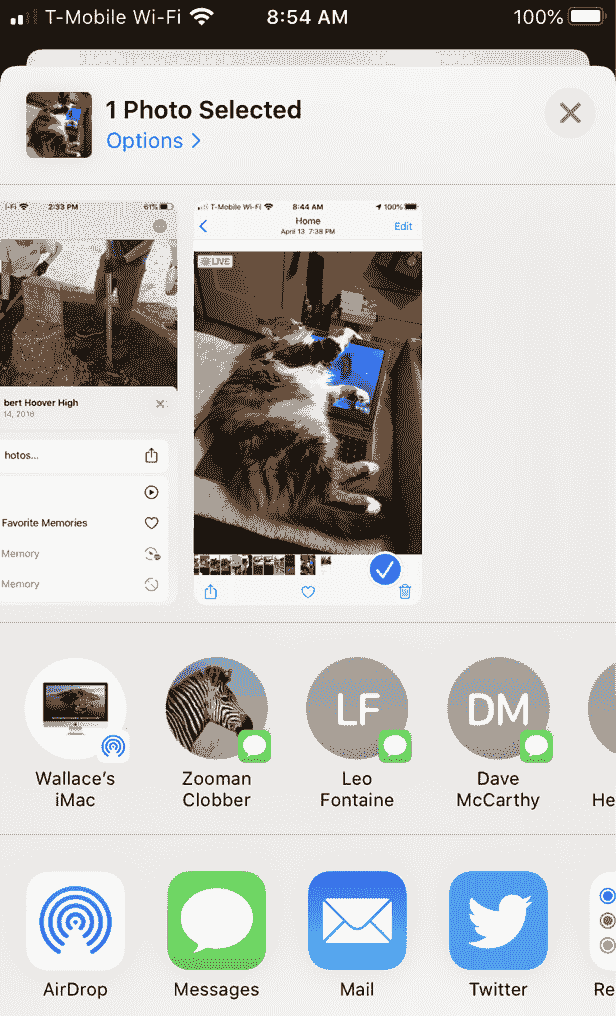 T-Mobile Wi-Fi 8:54 AM 100%
1 Photo Selected
Options >
i-Fi 2:33 PM 61%
bert Hoover High
14, 2018
hotos...
Favorite Memories
Memory
Memory
T-Mobile Wi-Fi 8:44 AM 100%
Home
April 13 7:38 PM
Edit
LIVE
LF
DM
Wallace's
iMac
Zooman
Clobber
Leo
Fontaine
Dave
McCarthy
He
AirDrop
Messages
Mail
Twitter
Re